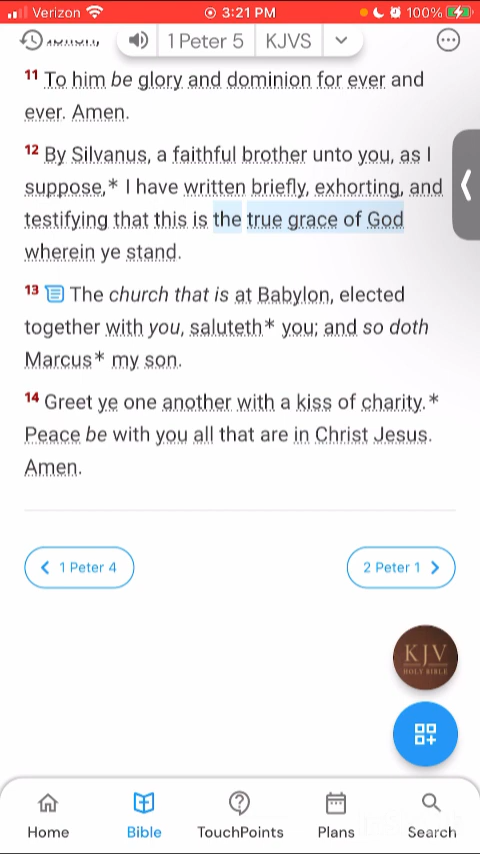 Verizon 3:21 PM 100%
1 Peter 5 KJVS
11 To him be glory and dominion for ever and
ever. Amen.
12 By Silvanus, a faithful brother unto you, as I
suppose,* I have written briefly, exhorting, and
testifying that this is the true grace of God
wherein ye stand.
13 The church that is at Babylon, elected
together with you, saluteth* you; and so doth
Marcus* my son.
14 Greet ye one another with a kiss of charity.*
Peace be with you all that are in Christ Jesus.
Amen.
1 Peter 4 2 Peter 1
KJV
HOLY BIBLE
Home Bible TouchPoints Plans Search